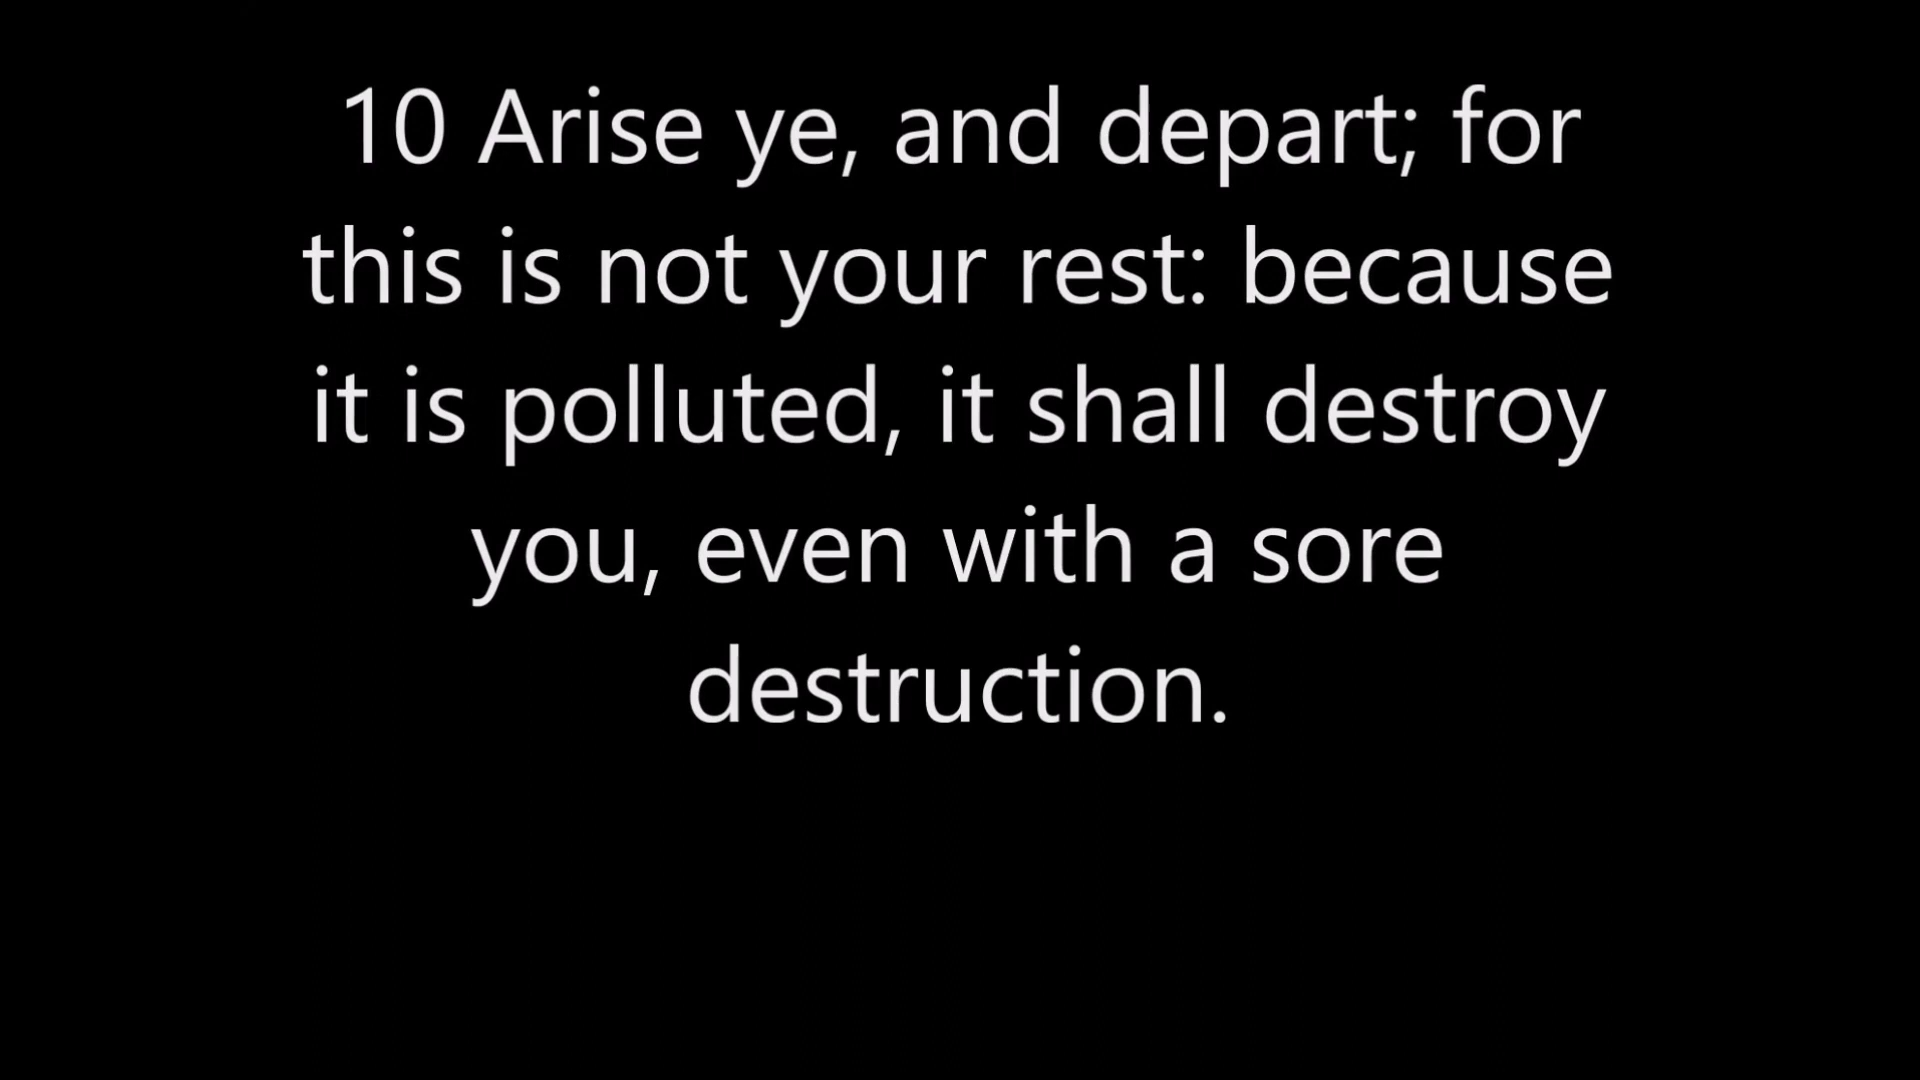 10 Arise ye, and depart; for
this is not your rest: because
it is polluted, it shall destroy
you, even with a sore
destruction.